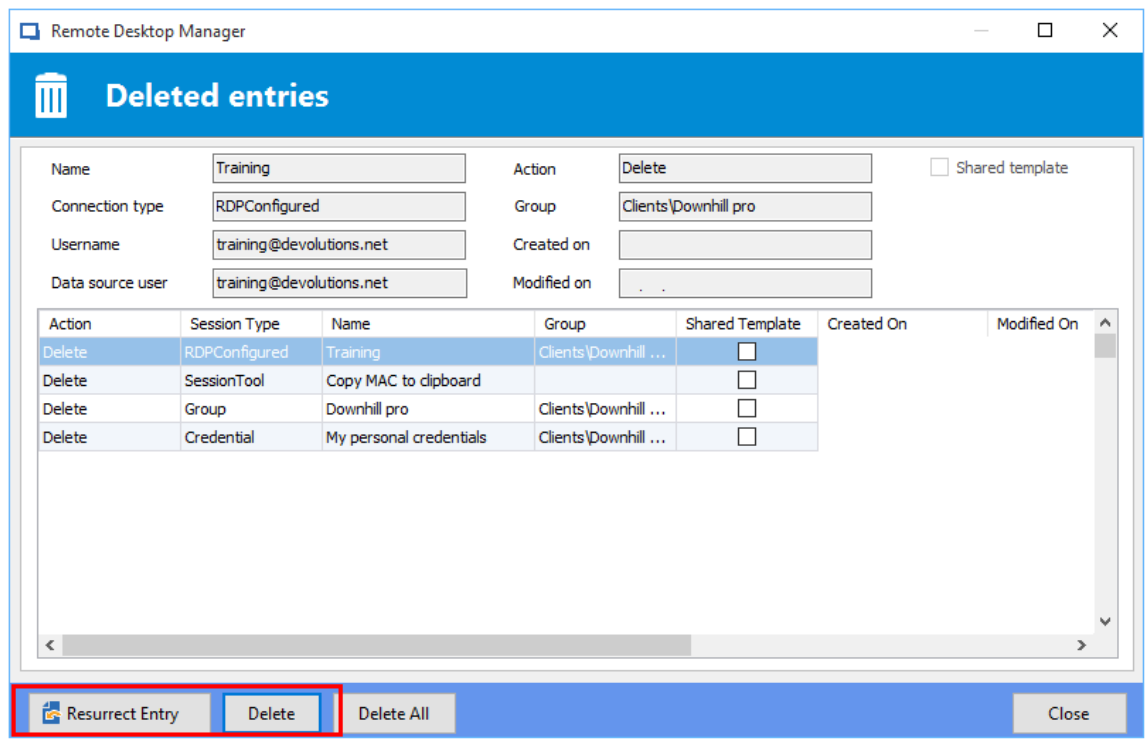 Remote Desktop Manager
Deleted entries
Name Training Action Delete Shared template
Connection type RDPConfigured Group Clients\Downhill pro
Username training@devolutions.net Created on
Data source user training@devolutions.net Modified on . .
Action Session Type Name Group Shared Template Created On Modified On
Delete RDPConfigured Training Clients\Downhill ...
Delete SessionTool Copy MAC to clipboard
Delete Group Downhill pro Clients\Downhill ...
Delete Credential My personal credentials Clients\Downhill ...
Resurrect Entry Delete Delete All Close